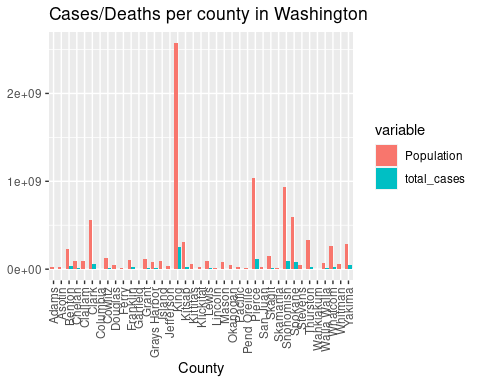 Cases/Deaths per county in Washington
2e+09
1e+09
0e+00
Adams
Asotin
Benton
Chelan
Clallam
Clark
Columbia
Cowlitz
Douglas
Ferry
Franklin
Garfield
Grant
Grays Harbor
Island
Jefferson
King
Kitsap
Kittitas
Klickitat
Lewis
Lincoln
Mason
Okanogan
Pacific
Pend Oreille
Pierce
San Juan
Skagit
Skamania
Snohomish
Spokane
Stevens
Thurston
Wahkiakum
Walla Walla
Whatcom
Whitman
Yakima
County
variable
Population
total_cases